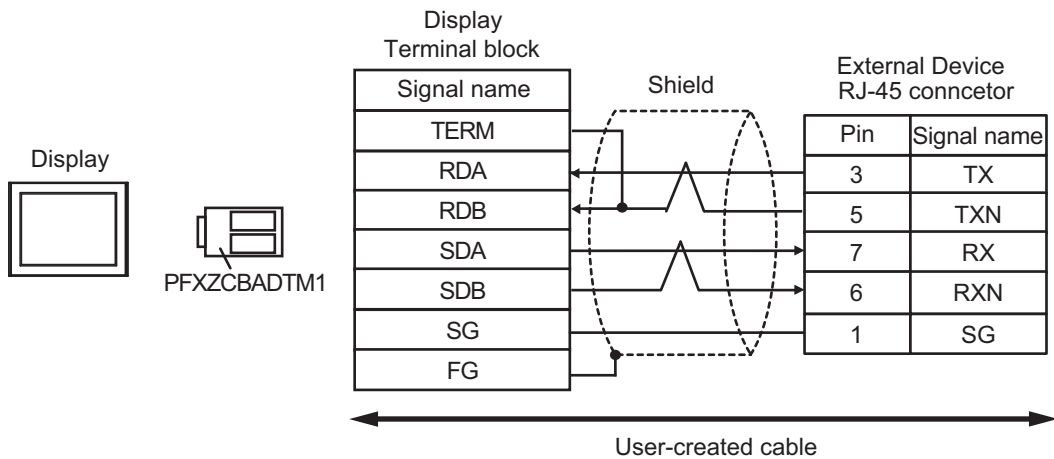 Display
Terminal block
Signal name
TERM
RDA
RDB
SDA
SDB
SG
FG
Shield
External Device
RJ-45 conncetor
Pin Signal name
3 TX
5 TXN
7 RX
6 RXN
1 SG
Display
PFXZCBADTM1
User-created cable